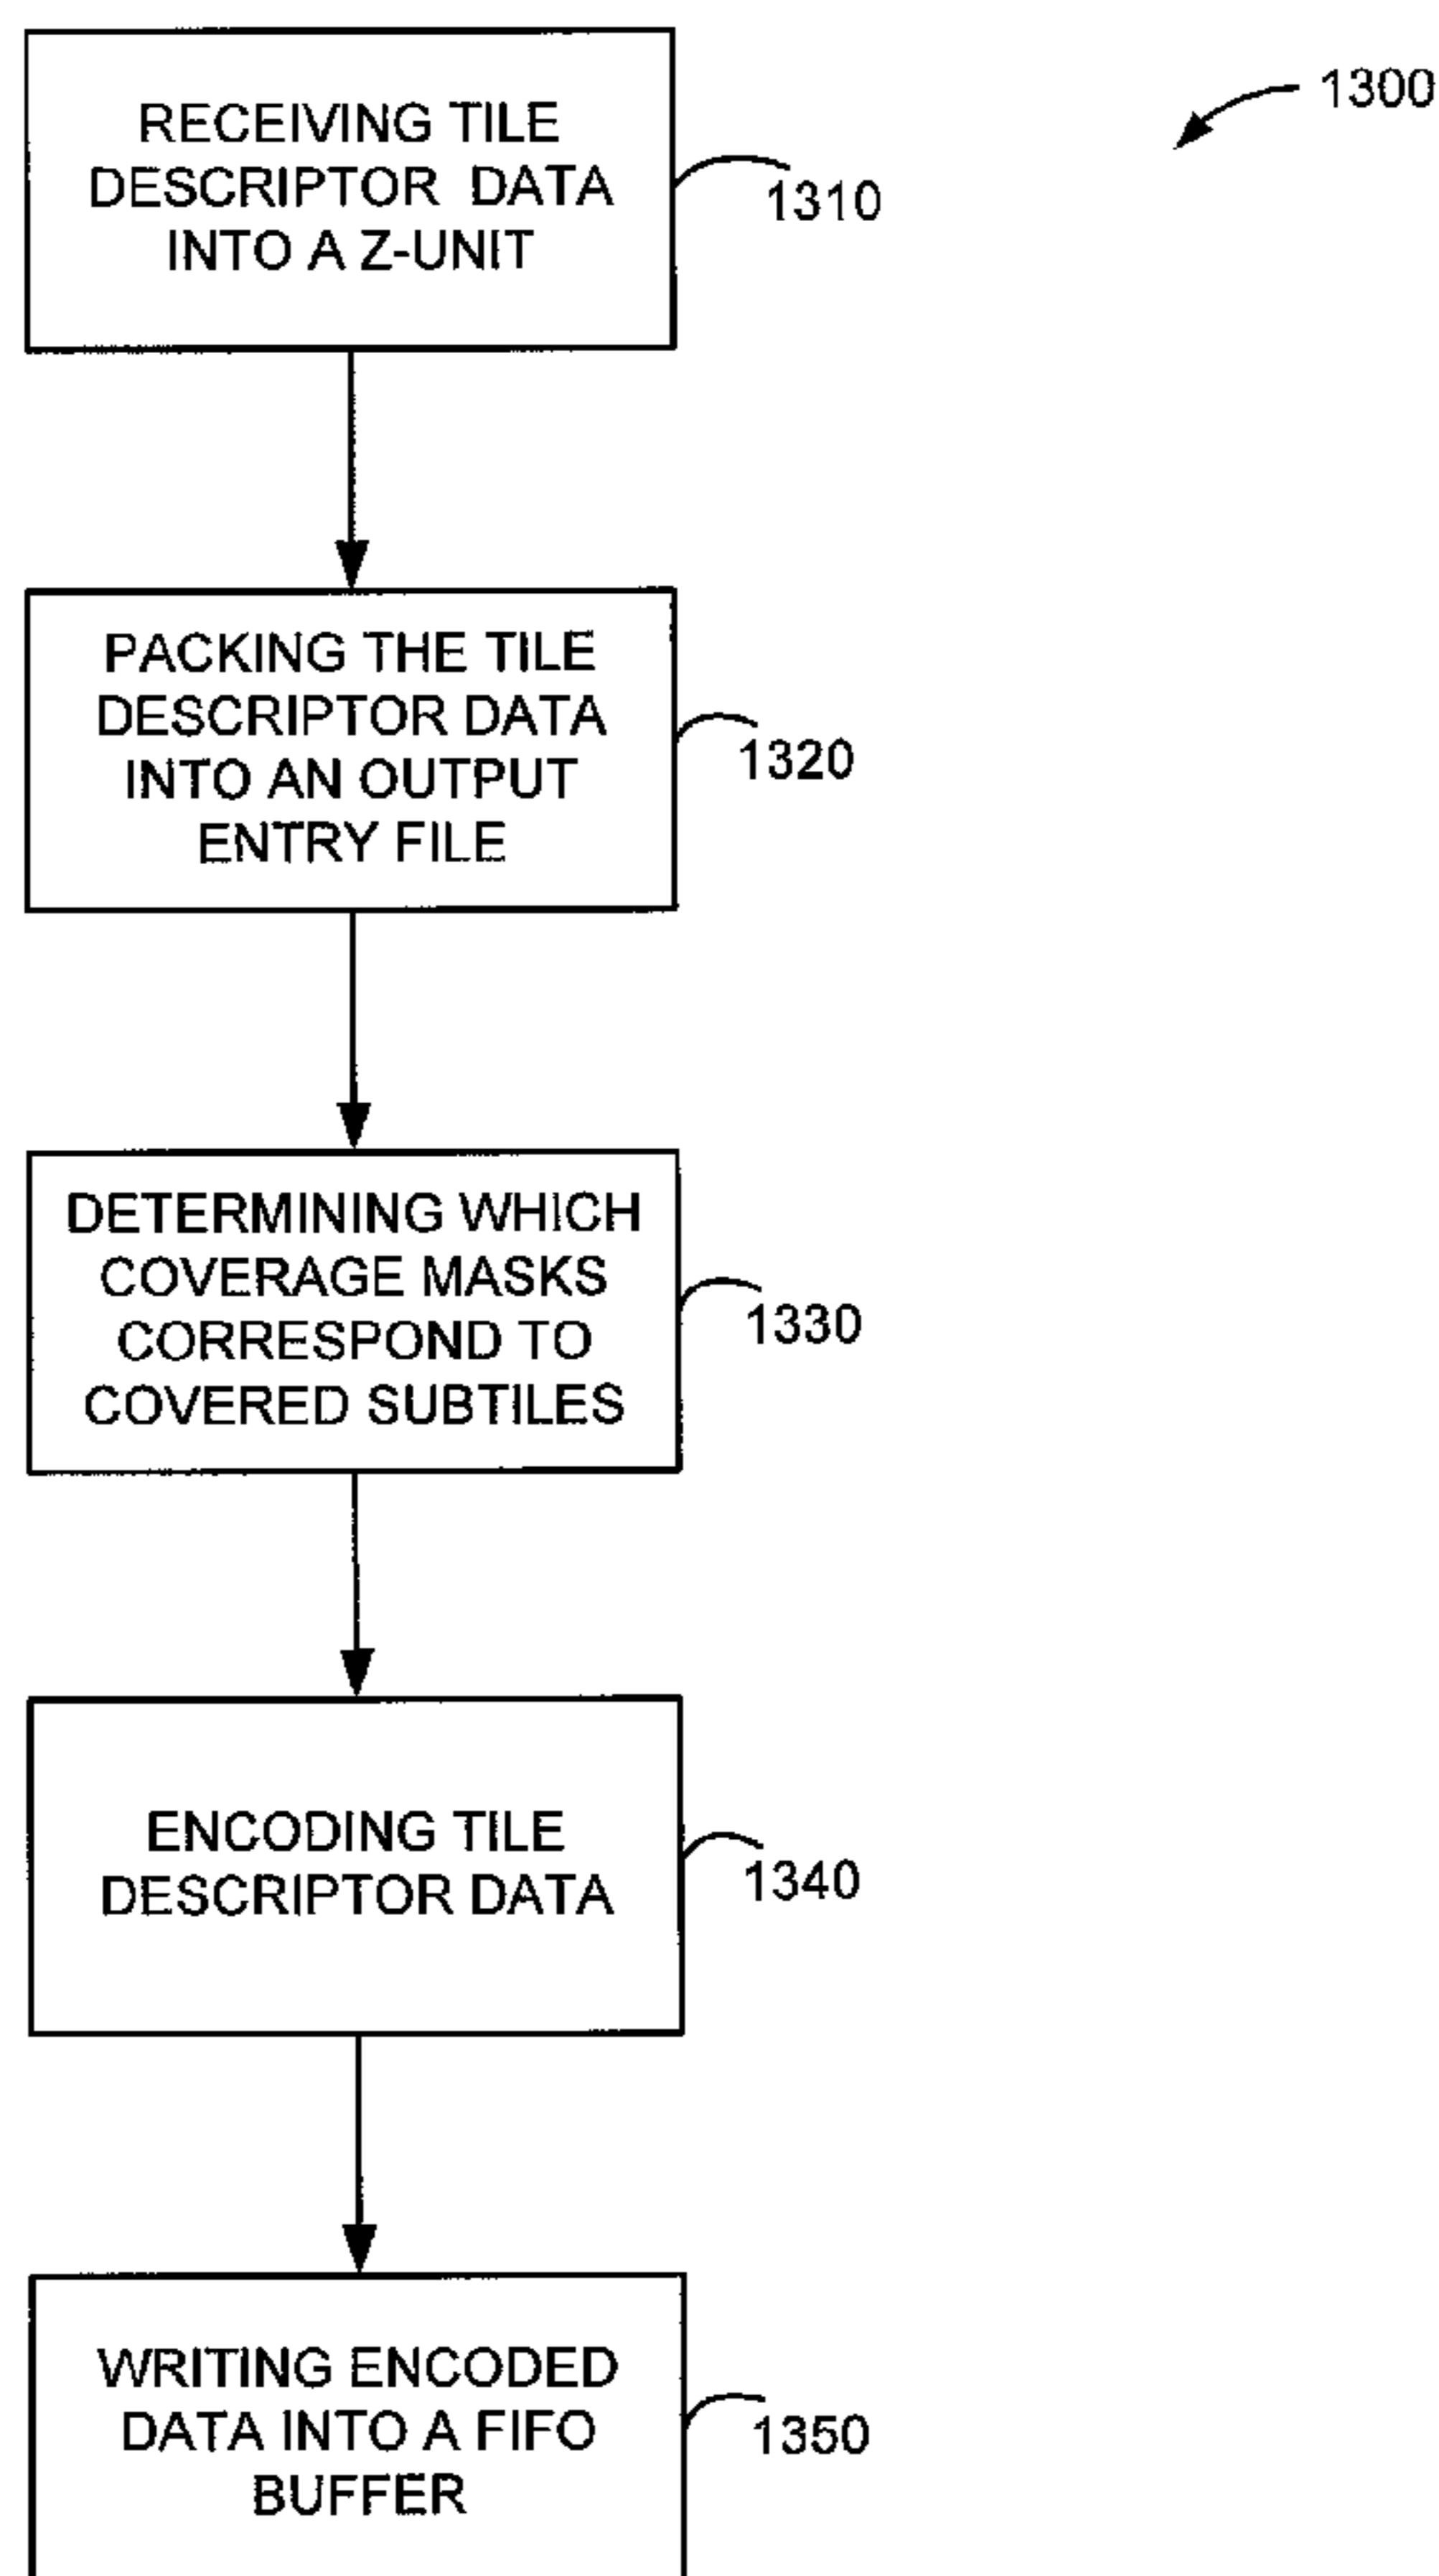 1300
RECEIVING TILE
DESCRIPTOR DATA
INTO A Z-UNIT
1310
PACKING THE TILE
DESCRIPTOR DATA
INTO AN OUTPUT
ENTRY FILE
1320
DETERMINING WHICH
COVERAGE MASKS
CORRESPOND TO
COVERED SUBTILES
1330
ENCODING TILE
DESCRIPTOR DATA
1340
WRITING ENCODED
DATA INTO A FIFO
BUFFER
1350